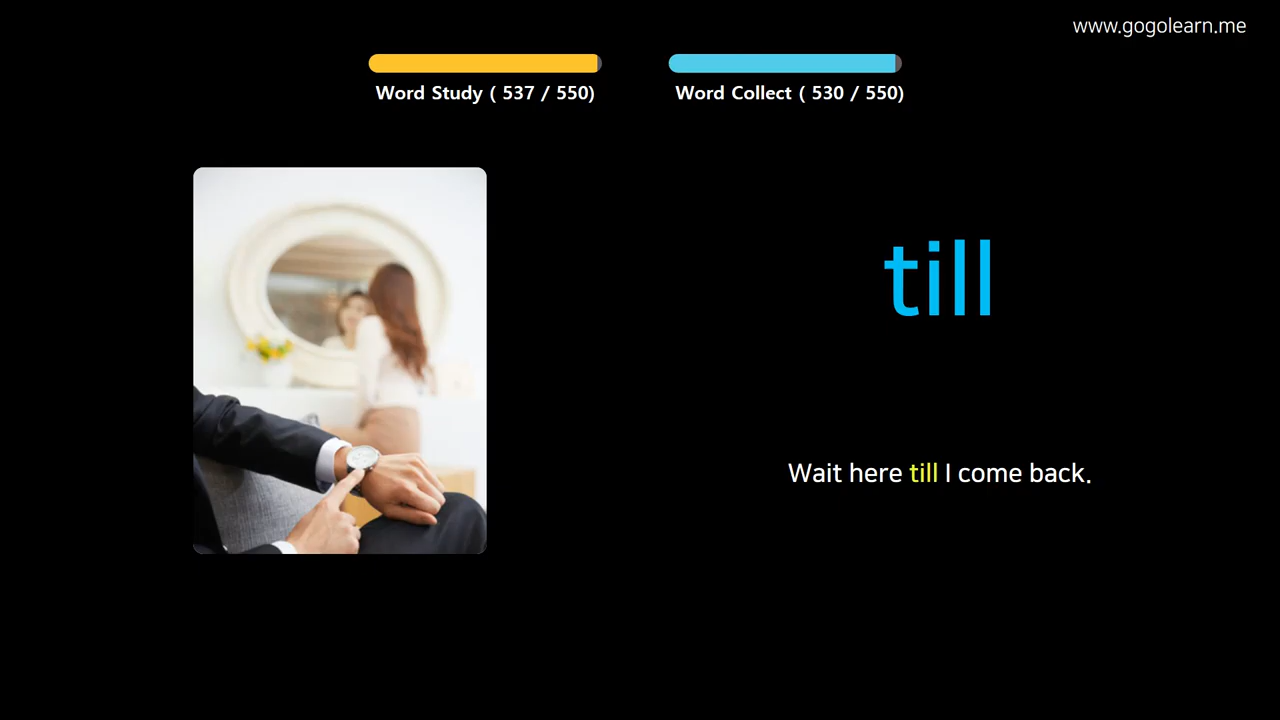 www.gogolearn.me
Word Study ( 537 / 550)
Word Collect ( 530 / 550)
till
Wait here till I come back.